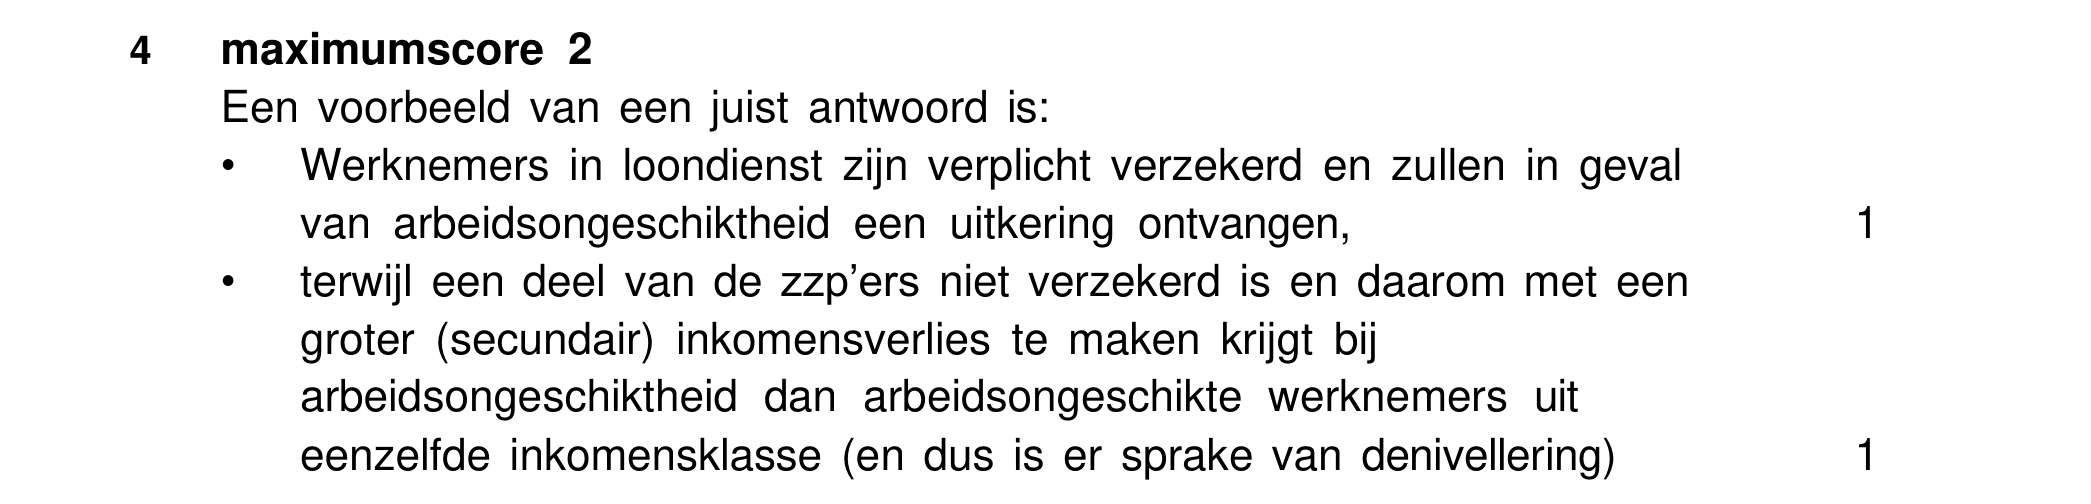 4 maximumscore 2
Een voorbeeld van een juist antwoord is:
• Werknemers in loondienst zijn verplicht verzekerd en zullen in geval
van arbeidsongeschiktheid een uitkering ontvangen, 1
• terwijl een deel van de zzp’ers niet verzekerd is en daarom met een
groter (secundair) inkomensverlies te maken krijgt bij
arbeidsongeschiktheid dan arbeidsongeschikte werknemers uit
eenzelfde inkomensklasse (en dus is er sprake van denivellering) 1